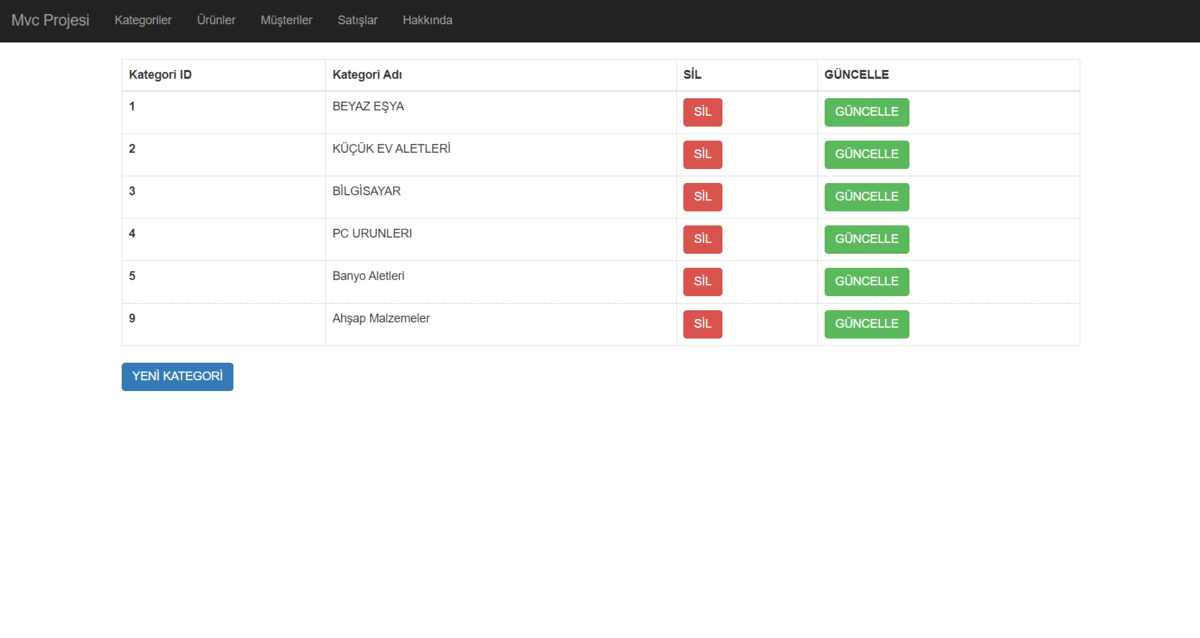 Mvc Projesi Kategoriler Ürünler Müşteriler Satışlar Hakkında
Kategori ID Kategori Adı SİL GÜNCELLE
1 BEYAZ EŞYA SİL GÜNCELLE
2 KÜÇÜK EV ALETLERİ SİL GÜNCELLE
3 BİLGİSAYAR SİL GÜNCELLE
4 PC URUNLERI SİL GÜNCELLE
5 Banyo Aletleri SİL GÜNCELLE
9 Ahşap Malzemeler SİL GÜNCELLE
YENİ KATEGORİ